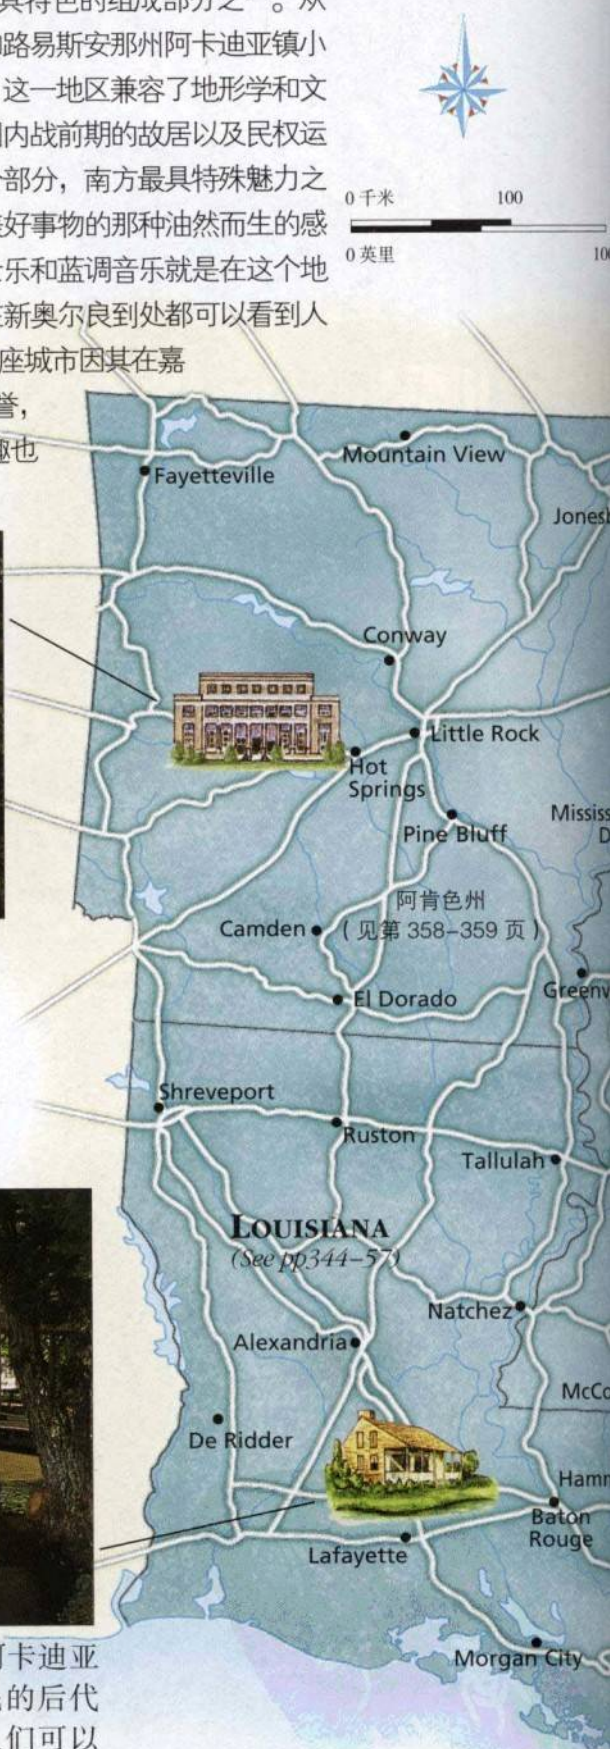 具特色的组成部分之一。从
路易斯安那州阿卡迪亚镇小
这一地区兼容了地形学和文
内战前期的故居以及民权运
部分，南方最具特殊魅力之
好事物的那种油然而生的感
乐和蓝调音乐就是在这个地
新奥尔良到处都可以看到人
座城市因其在嘉
誉，
也
0 千米 100
0 英里 100
Mountain View
Fayetteville
Jonesb
Conway
Little Rock
Hot
Springs
Mississ
D
Pine Bluff
阿肯色州
（见第 358–359 页）
Camden
Greenw
El Dorado
Shreveport
Ruston
Tallulah
LOUISIANA
(See pp344–57)
Natchez
Alexandria
McCo
De Ridder
Hamm
Baton
Rouge
Lafayette
Morgan City
阿卡迪亚
的后代
们可以